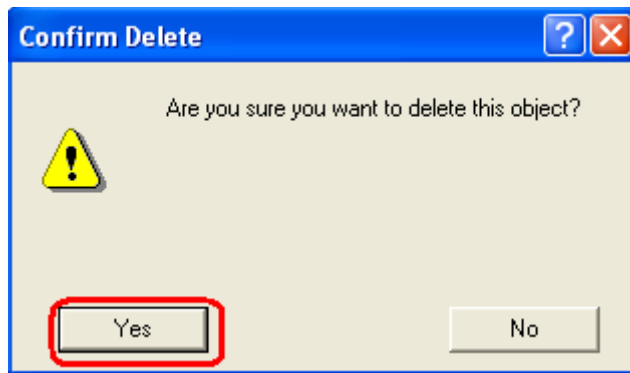 Confirm Delete
Are you sure you want to delete this object?
Yes
No